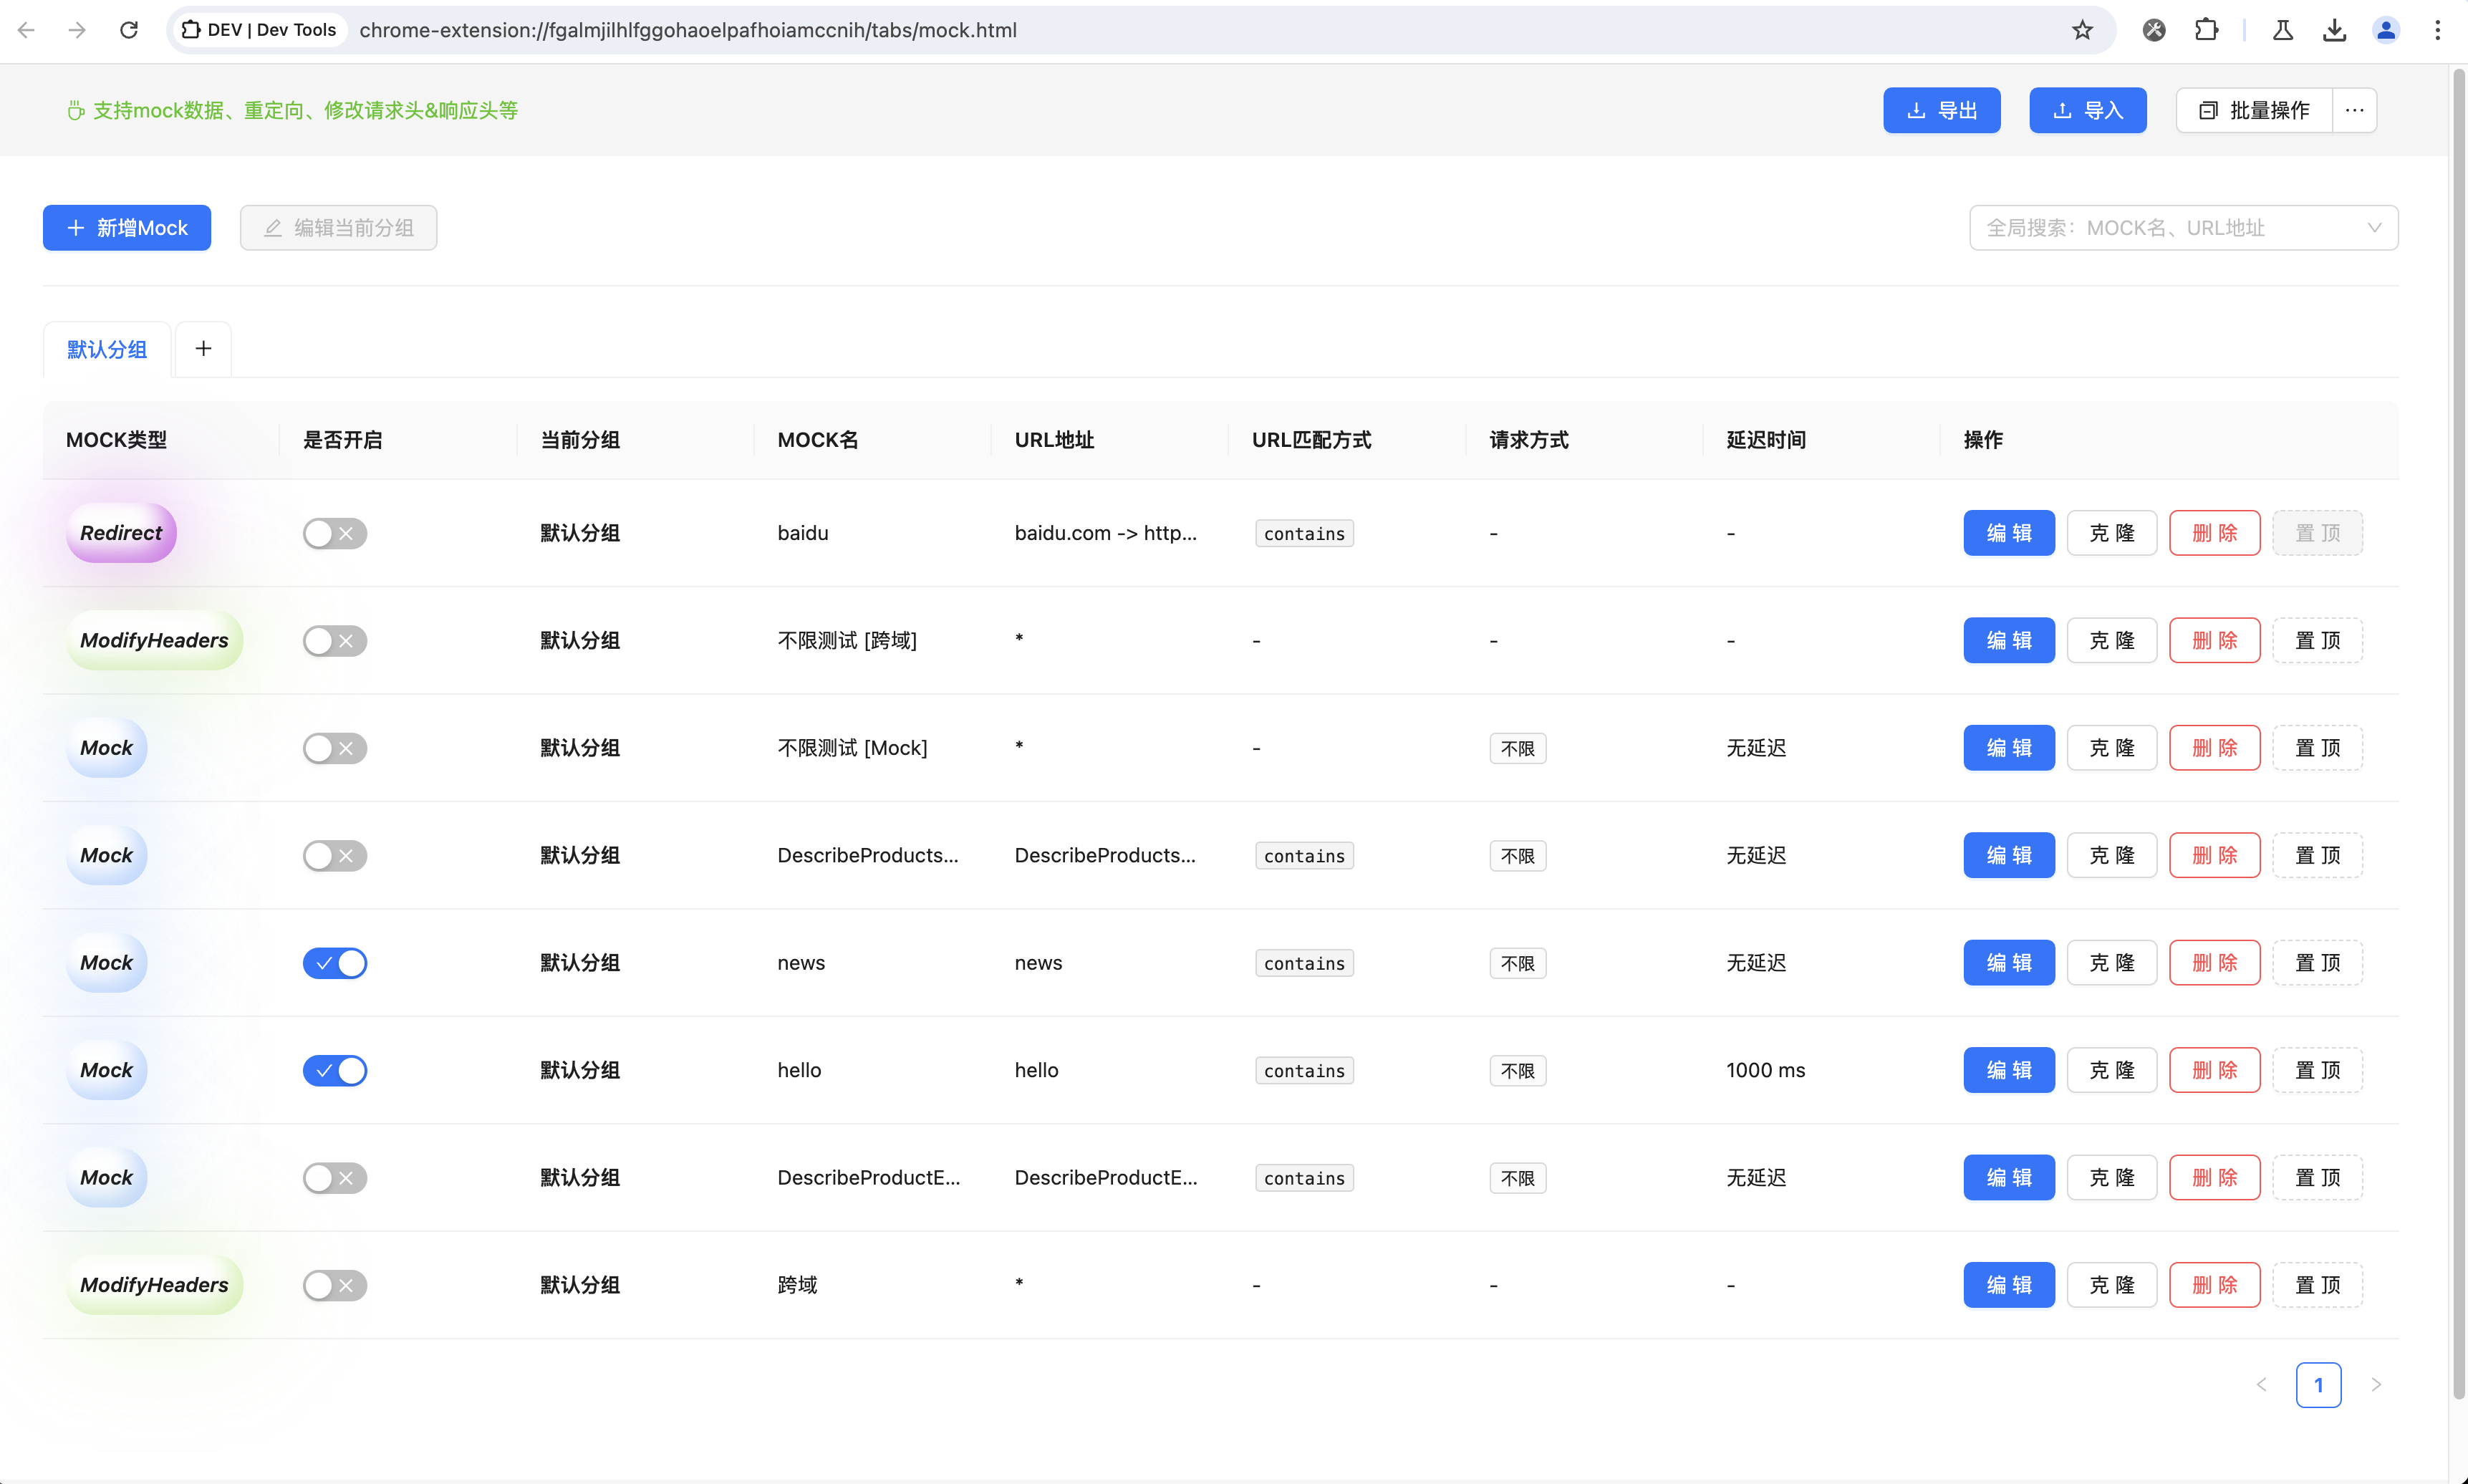 DEV | Dev Tools chrome-extension://fgalmjilhlfggohaoelpafhoiamccnih/tabs/mock.html
支持mock数据、重定向、修改请求头&响应头等 导出 导入 批量操作 ···
新增Mock 编辑当前分组 全局搜索：MOCK名、URL地址
默认分组 +
MOCK类型 是否开启 当前分组 MOCK名 URL地址 URL匹配方式 请求方式 延迟时间 操作
Redirect 默认分组 baidu baidu.com -> http... contains - - 编 辑 克 隆 删 除 置 顶
ModifyHeaders 默认分组 不限测试 [跨域] * - - - 编 辑 克 隆 删 除 置 顶
Mock 默认分组 不限测试 [Mock] * - 不限 无延迟 编 辑 克 隆 删 除 置 顶
Mock 默认分组 DescribeProducts... DescribeProducts... contains 不限 无延迟 编 辑 克 隆 删 除 置 顶
Mock 默认分组 news news contains 不限 无延迟 编 辑 克 隆 删 除 置 顶
Mock 默认分组 hello hello contains 不限 1000 ms 编 辑 克 隆 删 除 置 顶
Mock 默认分组 DescribeProductE... DescribeProductE... contains 不限 无延迟 编 辑 克 隆 删 除 置 顶
ModifyHeaders 默认分组 跨域 * - - - 编 辑 克 隆 删 除 置 顶
< 1 >